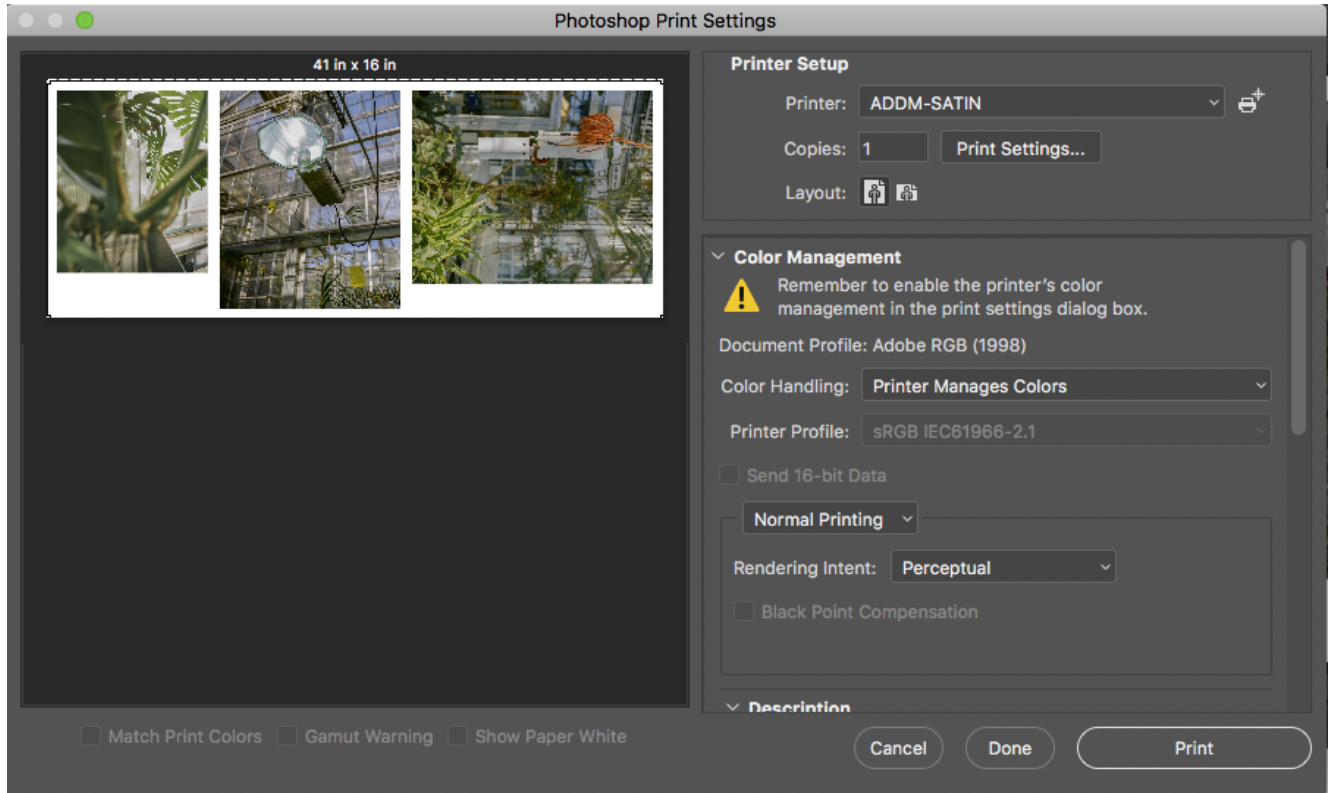 Photoshop Print Settings
41 in x 16 in
Printer Setup
Printer: ADDM-SATIN
Copies: 1 Print Settings...
Layout:
Color Management
Remember to enable the printer's color
management in the print settings dialog box.
Document Profile: Adobe RGB (1998)
Color Handling: Printer Manages Colors
Printer Profile: sRGB IEC61966-2.1
Send 16-bit Data
Normal Printing
Rendering Intent: Perceptual
Black Point Compensation
Description
Match Print Colors Gamut Warning Show Paper White
Cancel Done Print